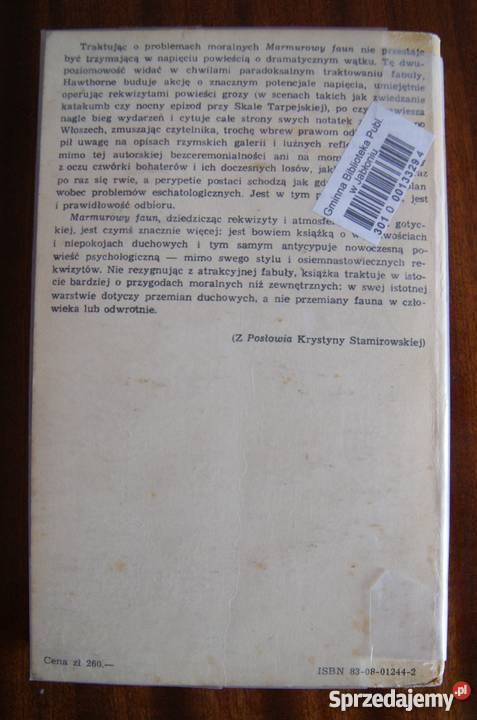 Traktując o problemach moralnych Marmurowy faun nie przestaje
być trzymającą w napięciu powieścią o dramatycznym wątku. Tę dwu-
poziomowość widać w chwilami paradoksalnym traktowaniu fabuły.
Hawthorne buduje akcję o znacznym potencjale napięcia, umiejętnie
operując rekwizytami powieści grozy (w scenach takich jak zwiedzanie
katakumb czy nocny epizod przy Skale Tarpejskiej), po czym
nagle bieg wydarzeń i cytuje całe strony swych notatek po
Włoszech, zmuszając czytelnika, trochę wbrew prawom
pił uwagę na opisach rzymskich galerii i luźnych
mimo tej autorskiej bezceremonialności ani na
z oczu czwórki bohaterów i ich doczesnych losów,
po raz się rwie, a perypetie postaci schodzą jak
wobec problemów eschatologicznych. Jest w tym jest
i prawidłowość odbioru.
Marmurowy faun, dziedzicząc rekwizyty i gotyc-
kiej, jest czymś znacznie więcej: jest bowiem książką o
i niepokojach duchowych i tym samym antycypuje nowoczesną po-
wieść psychologiczną — mimo swego stylu i osiemnastowiecznych re-
kwizytów. Nie rezygnując z atrakcyjnej fabuły, książka traktuje w isto-
cie bardziej o przygodach moralnych niż zewnętrznych: w swej istotnej
warstwie dotyczy przemian duchowych, a nie przemiany fauna w czło-
wieka lub odwrotnie.
(Z Posłowia Krystyny Stamirowskiej)
Gminna Biblioteka Publ
w Jabłoniu
301 0 00133294
Cena zł 260.—
ISBN 83-08-01244-2
Sprzedajemy.pl